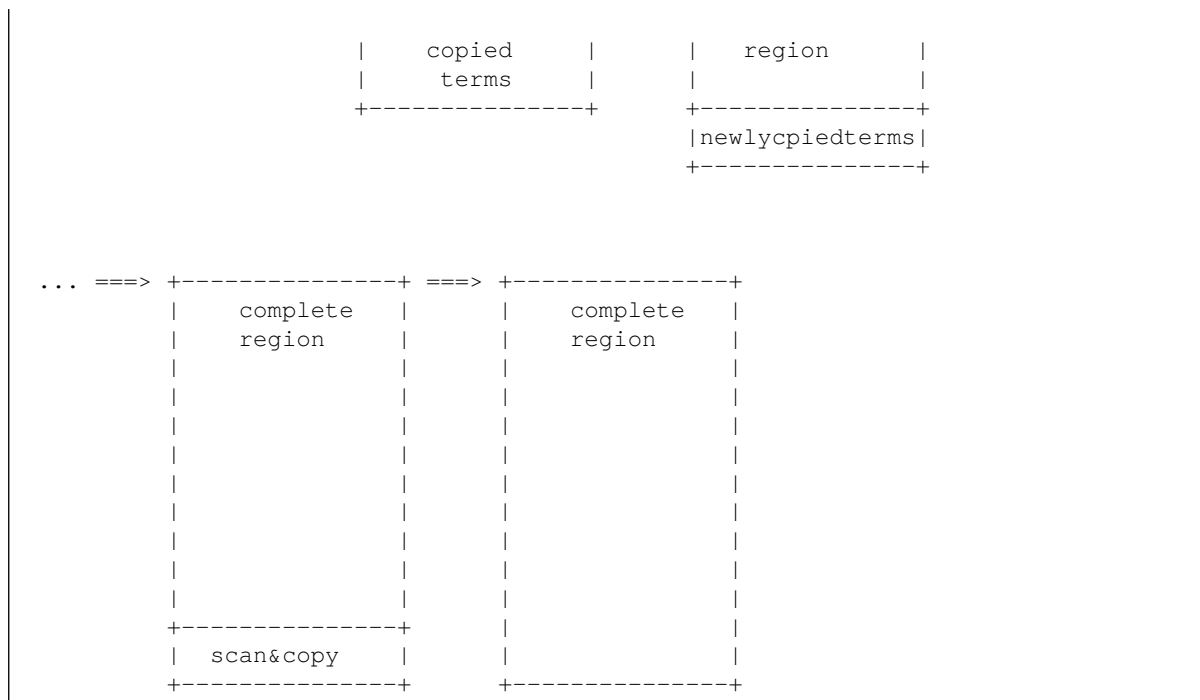 |    copied     |      |   region      |
|     terms     |      |               |
+---------------+      +---------------+
|newlycpiedterms|
+---------------+
... ===> +---------------+ ===> +---------------+
|    complete   |      |    complete   |
|    region     |      |    region     |
|               |      |               |
|               |      |               |
|               |      |               |
|               |      |               |
|               |      |               |
|               |      |               |
|               |      |               |
|               |      |               |
|               |      |               |
+---------------+      |               |
|  scan&copy    |      |               |
+---------------+      +---------------+